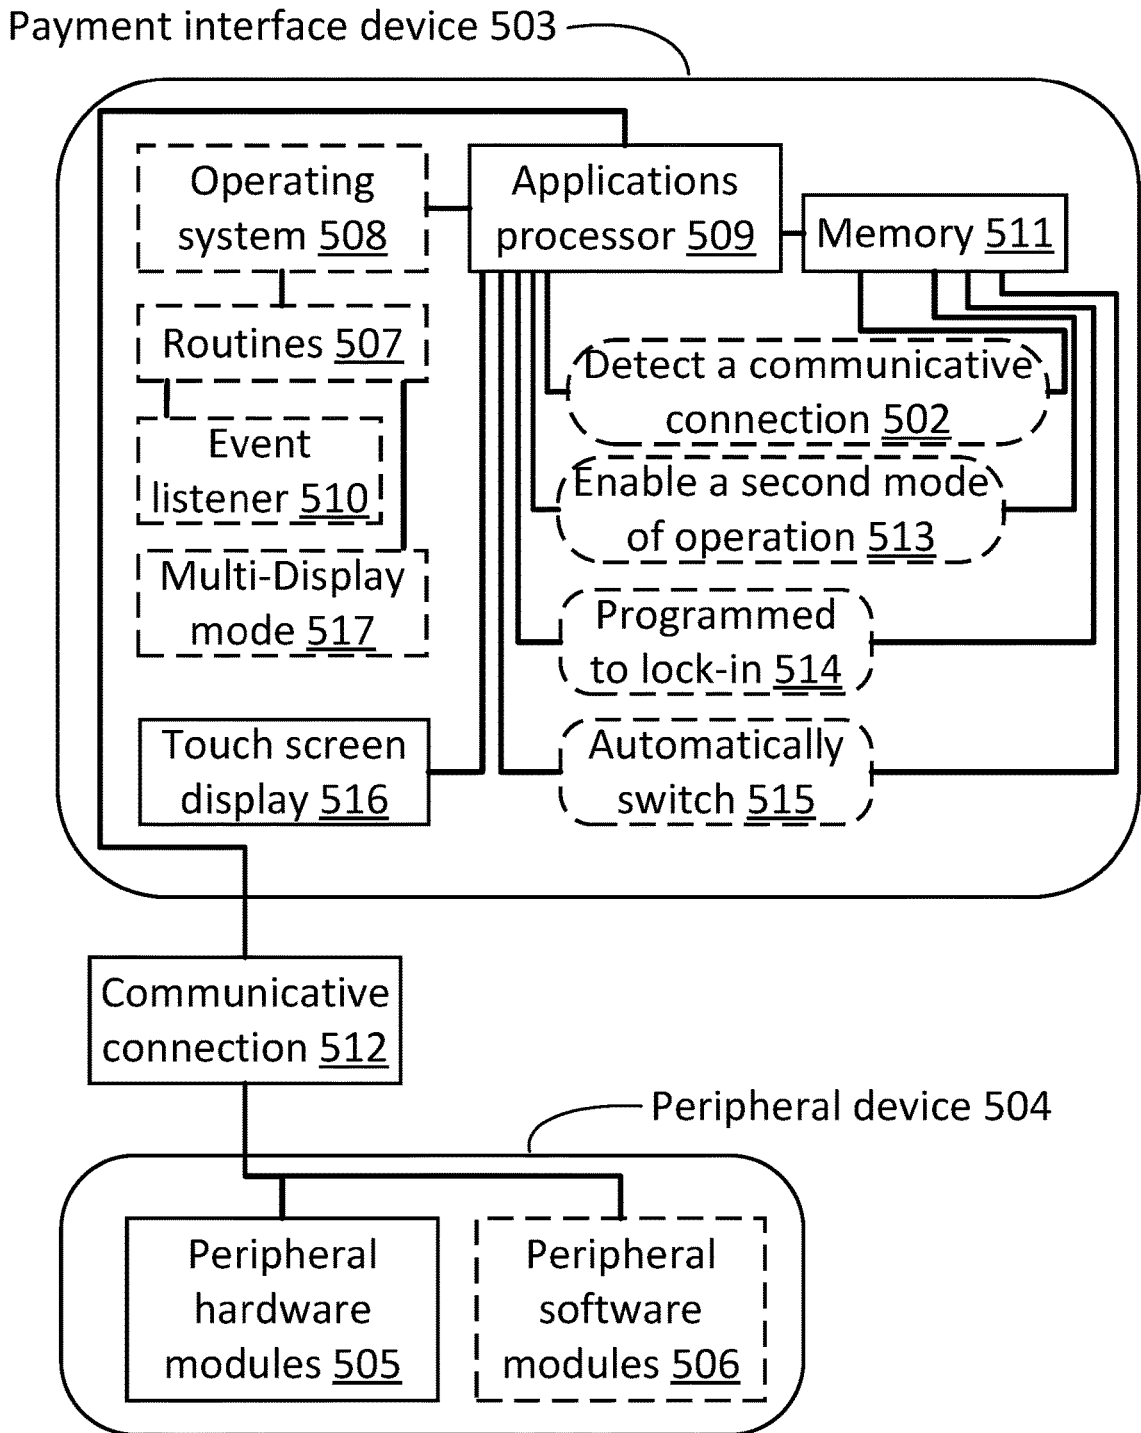 Payment interface device 503
Operating
system 508
Applications
processor 509
Memory 511
Routines 507
Detect a communicative
connection 502
Event
listener 510
Enable a second mode
of operation 513
Multi-Display
mode 517
Programmed
to lock-in 514
Touch screen
display 516
Automatically
switch 515
Communicative
connection 512
Peripheral device 504
Peripheral
hardware
modules 505
Peripheral
software
modules 506